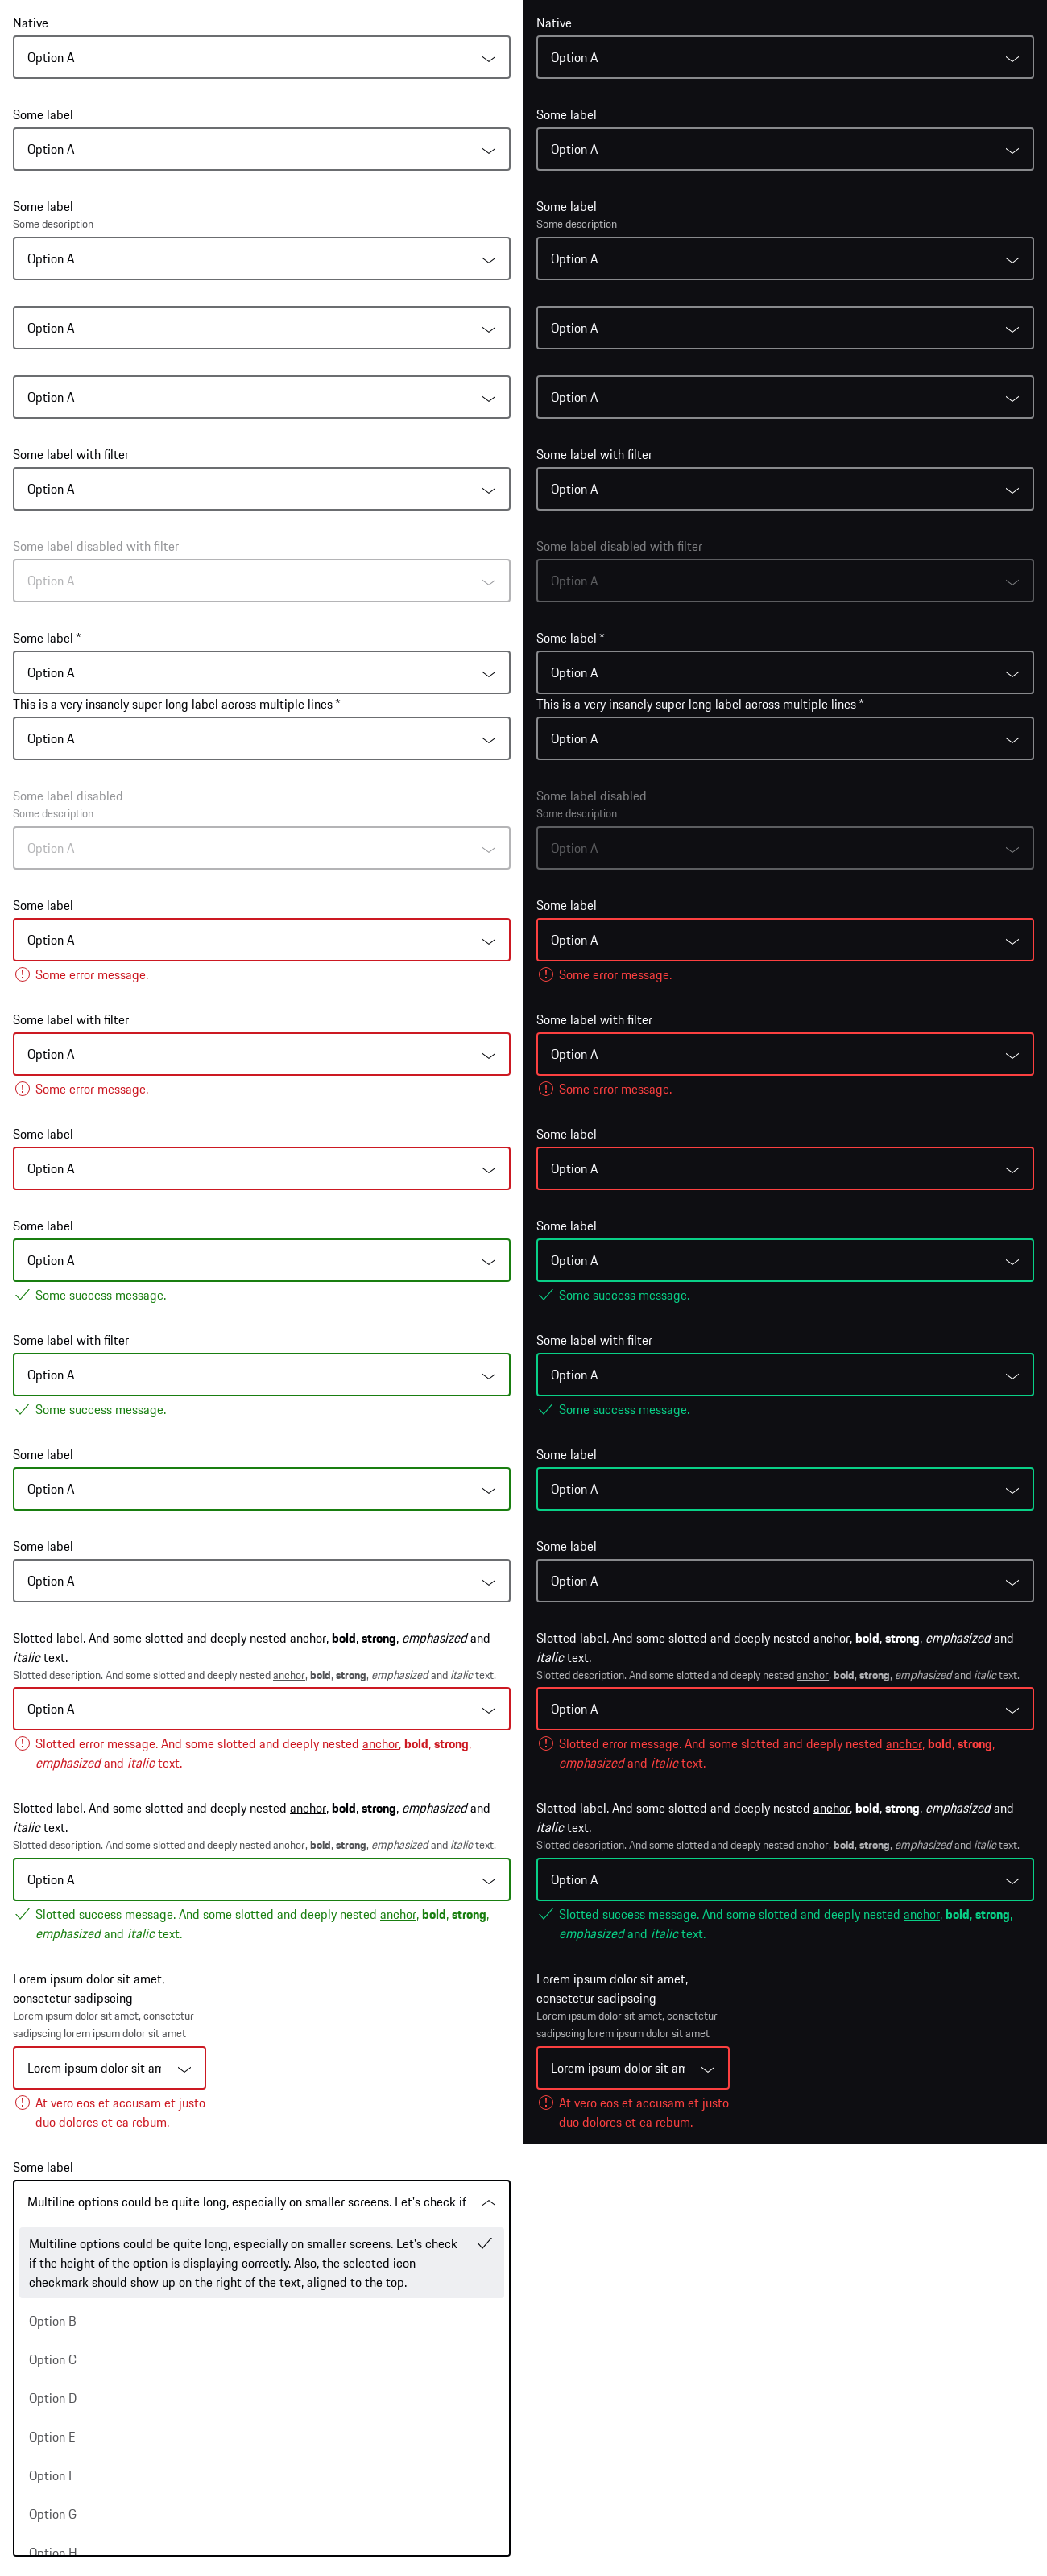 Native
Option A
Some label
Option A
Some label
Some description
Option A
Option A
Option A
Some label with filter
Option A
Some label disabled with filter
Option A
Some label *
Option A
This is a very insanely super long label across multiple lines *
Option A
Some label disabled
Some description
Option A
Some label
Option A
Some error message.
Some label with filter
Option A
Some error message.
Some label
Option A
Some label
Option A
Some success message.
Some label with filter
Option A
Some success message.
Some label
Option A
Some label
Option A
Slotted label. And some slotted and deeply nested anchor, bold, strong, emphasized and
italic text.
Slotted description. And some slotted and deeply nested anchor, bold, strong, emphasized and italic text.
Option A
Slotted error message. And some slotted and deeply nested anchor, bold, strong,
emphasized and italic text.
Slotted label. And some slotted and deeply nested anchor, bold, strong, emphasized and
italic text.
Slotted description. And some slotted and deeply nested anchor, bold, strong, emphasized and italic text.
Option A
Slotted success message. And some slotted and deeply nested anchor, bold, strong,
emphasized and italic text.
Lorem ipsum dolor sit amet,
consetetur sadipscing
Lorem ipsum dolor sit amet, consetetur
sadipscing lorem ipsum dolor sit amet
Lorem ipsum dolor sit am
At vero eos et accusam et justo
duo dolores et ea rebum.
Some label
Multiline options could be quite long, especially on smaller screens. Let's check if
Multiline options could be quite long, especially on smaller screens. Let's check
if the height of the option is displaying correctly. Also, the selected icon
checkmark should show up on the right of the text, aligned to the top.
Option B
Option C
Option D
Option E
Option F
Option G
Option H
Native
Option A
Some label
Option A
Some label
Some description
Option A
Option A
Option A
Some label with filter
Option A
Some label disabled with filter
Option A
Some label *
Option A
This is a very insanely super long label across multiple lines *
Option A
Some label disabled
Some description
Option A
Some label
Option A
Some error message.
Some label with filter
Option A
Some error message.
Some label
Option A
Some label
Option A
Some success message.
Some label with filter
Option A
Some success message.
Some label
Option A
Some label
Option A
Slotted label. And some slotted and deeply nested anchor, bold, strong, emphasized and
italic text.
Slotted description. And some slotted and deeply nested anchor, bold, strong, emphasized and italic text.
Option A
Slotted error message. And some slotted and deeply nested anchor, bold, strong,
emphasized and italic text.
Slotted label. And some slotted and deeply nested anchor, bold, strong, emphasized and
italic text.
Slotted description. And some slotted and deeply nested anchor, bold, strong, emphasized and italic text.
Option A
Slotted success message. And some slotted and deeply nested anchor, bold, strong,
emphasized and italic text.
Lorem ipsum dolor sit amet,
consetetur sadipscing
Lorem ipsum dolor sit amet, consetetur
sadipscing lorem ipsum dolor sit amet
Lorem ipsum dolor sit am
At vero eos et accusam et justo
duo dolores et ea rebum.